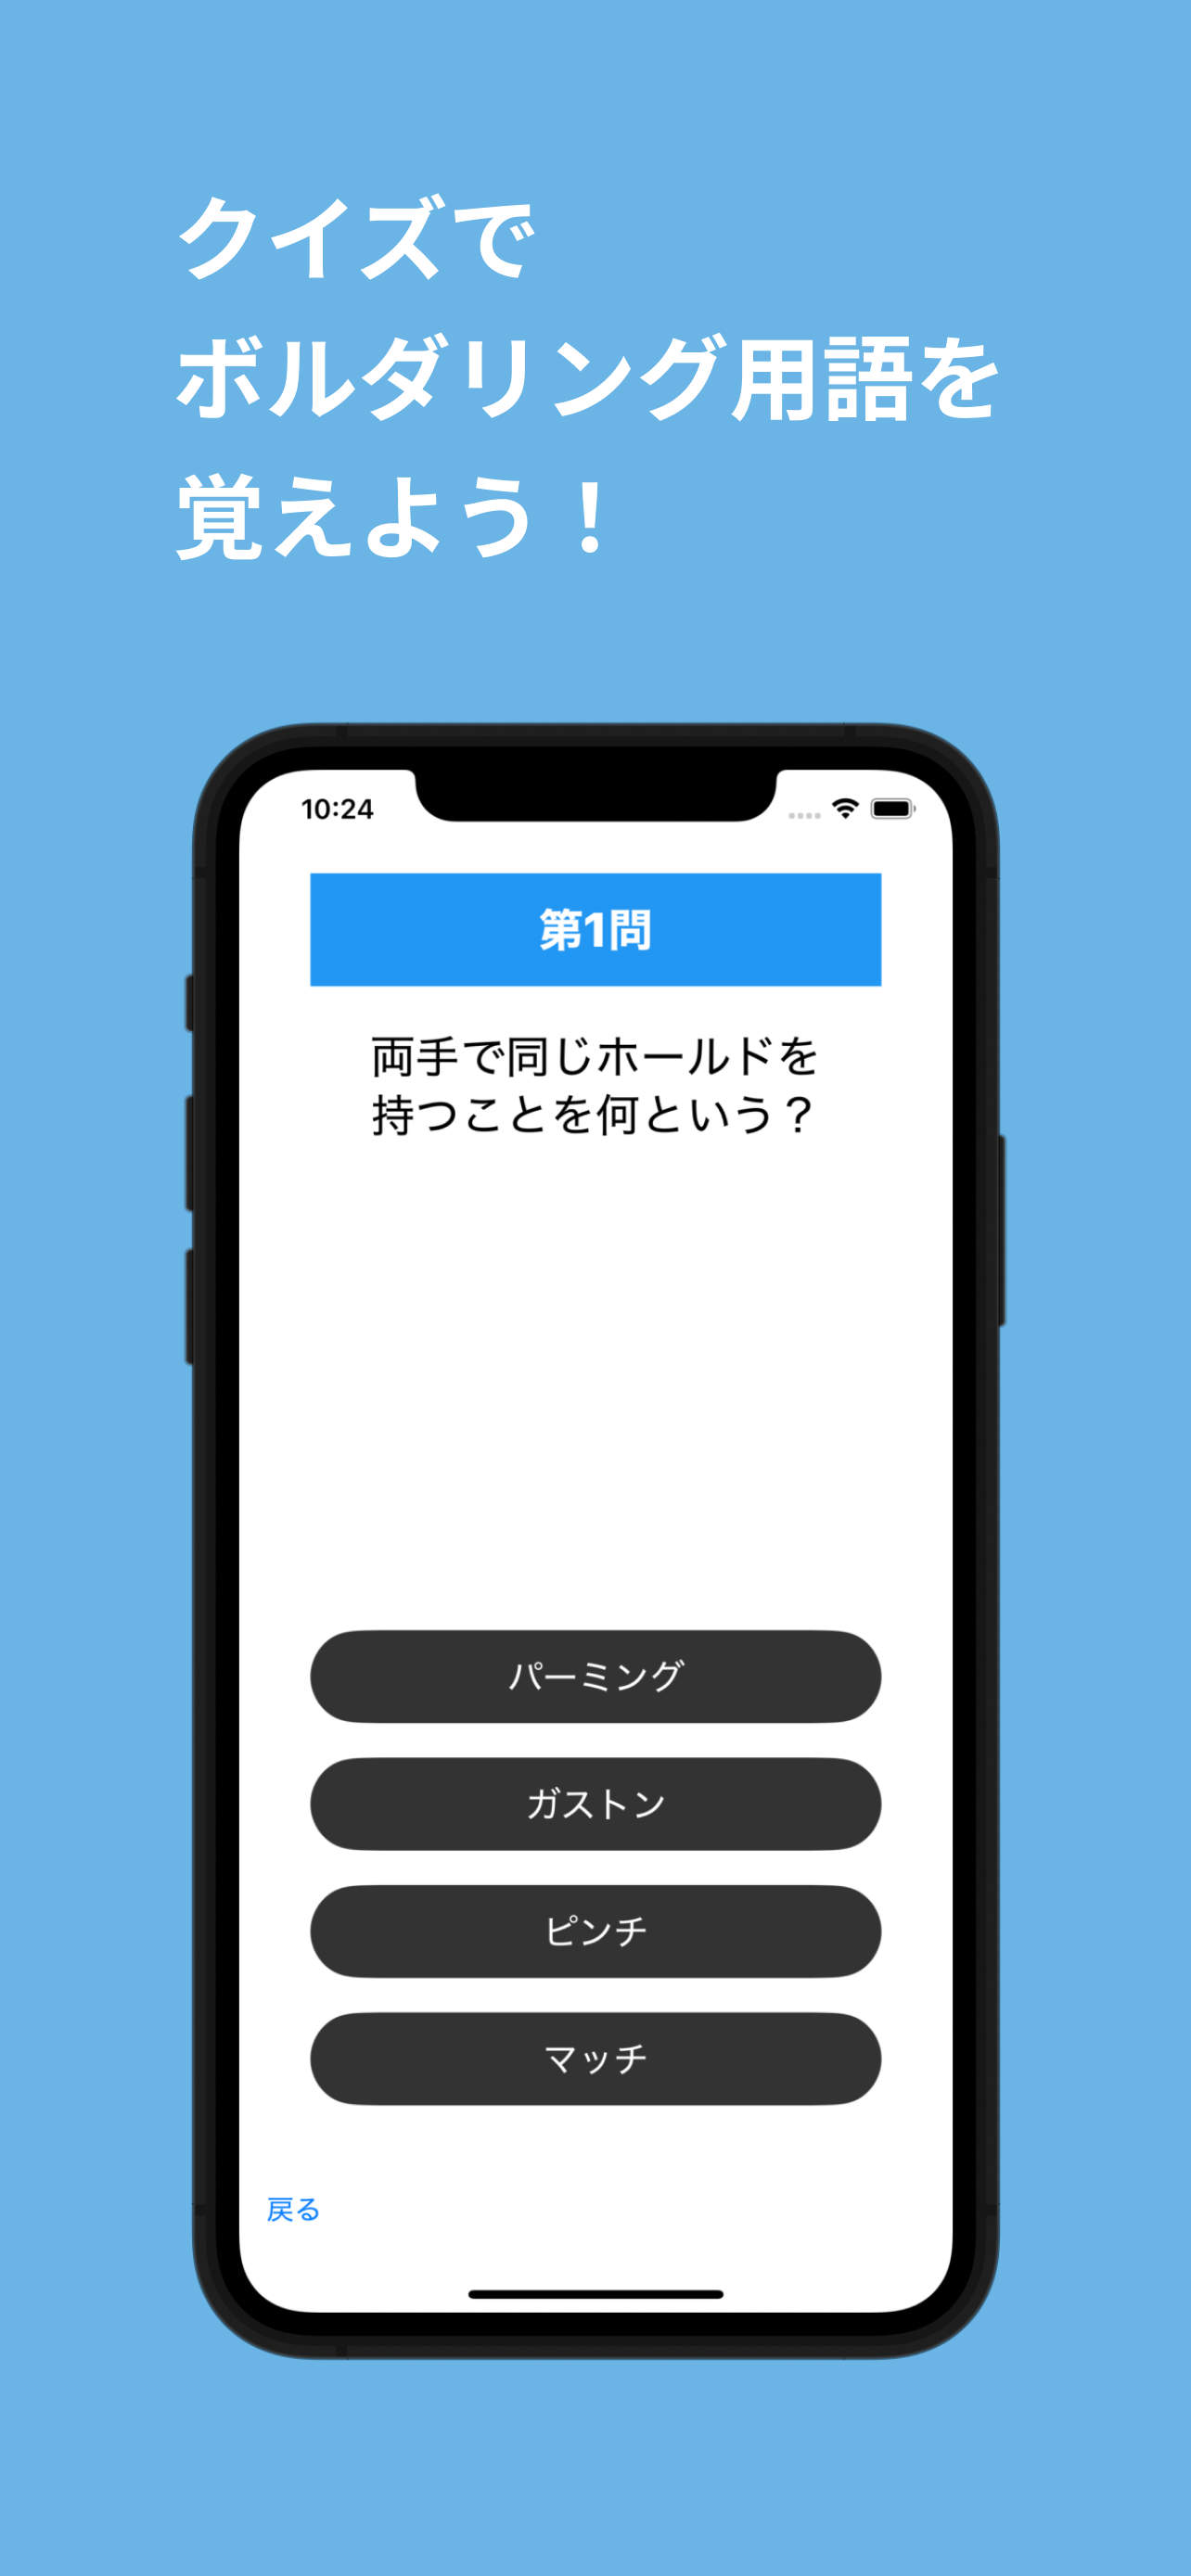 クイズで
ボルダリング用語を
覚えよう！
10:24
第1問
両手で同じホールドを
持つことを何という？
パーミング
ガストン
ピンチ
マッチ
戻る